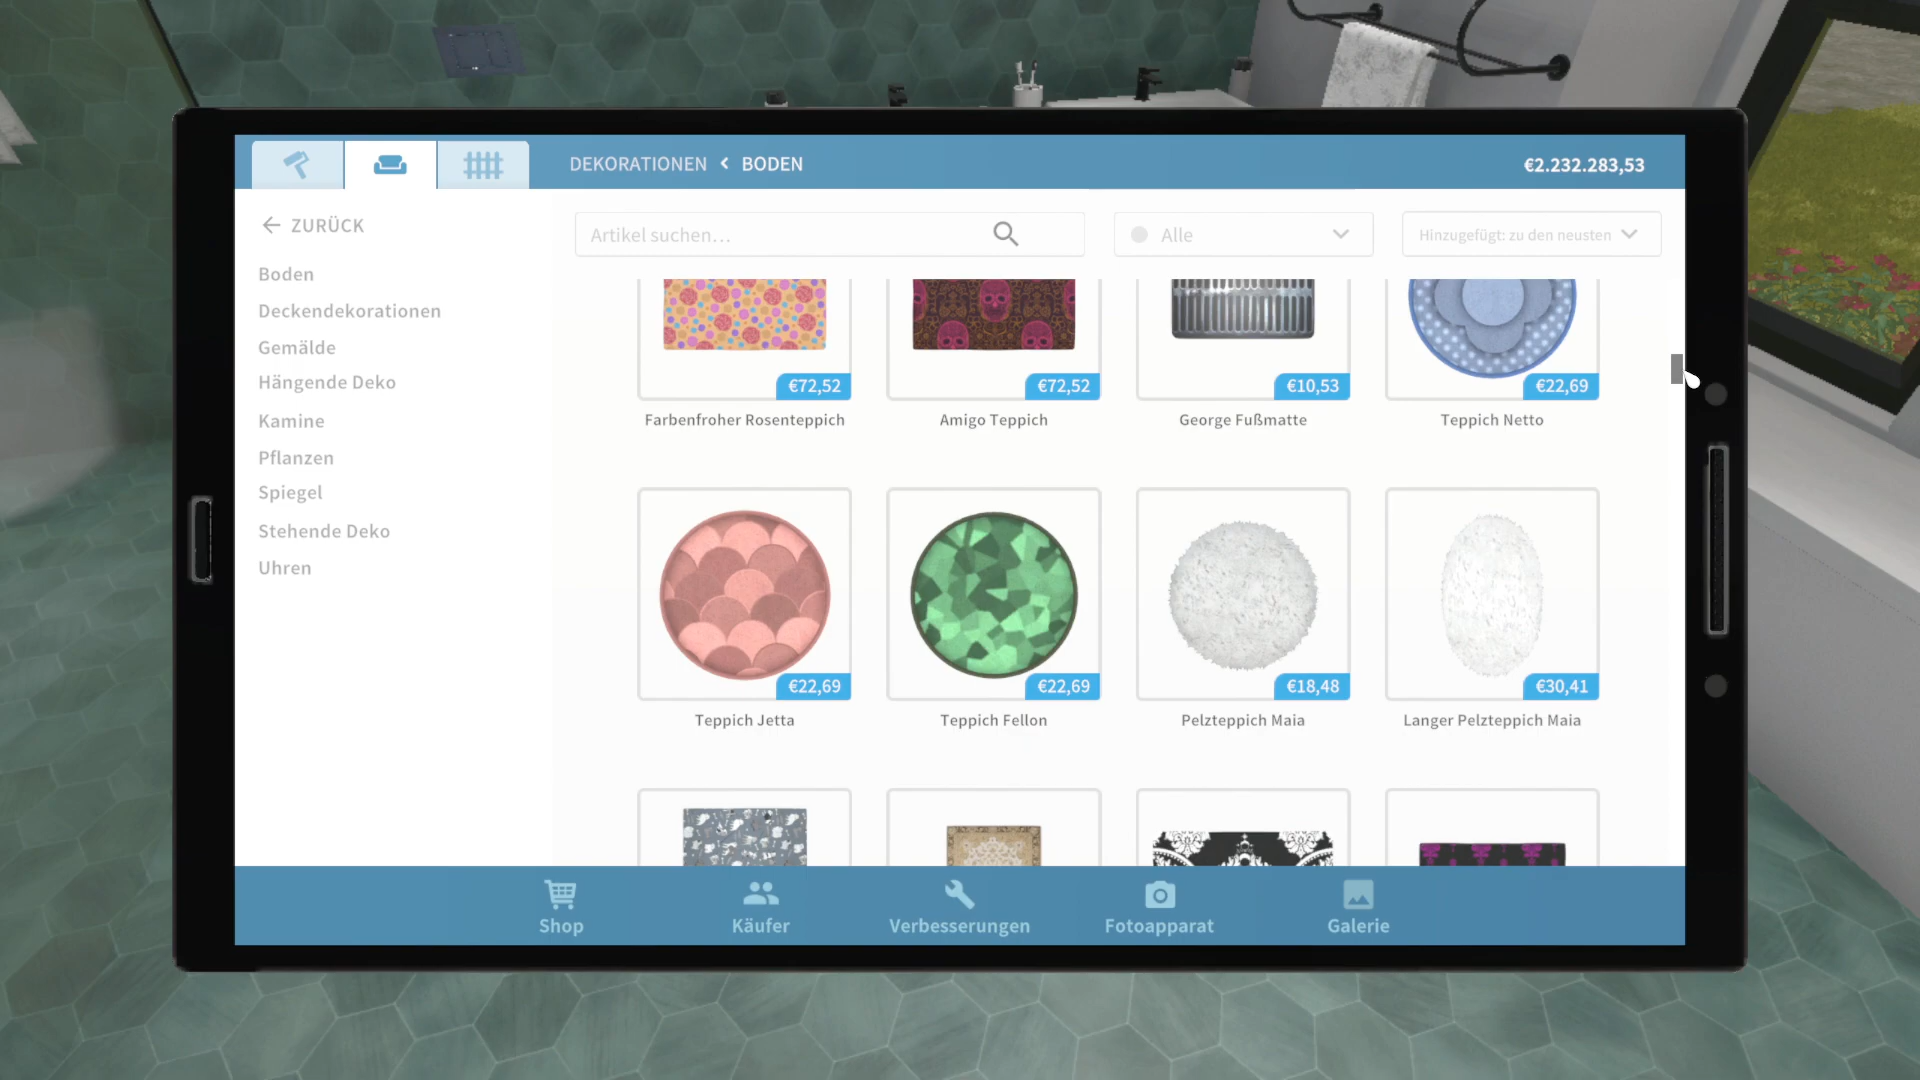 DEKORATIONEN < BODEN
€2.232.283,53
← ZURÜCK
Artikel suchen...
Alle
Hinzugefügt: zu den neusten
Boden
Deckendekorationen
Gemälde
Hängende Deko
Kamine
Pflanzen
Spiegel
Stehende Deko
Uhren
€72,52
€72,52
€10,53
€22,69
Farbenfroher Rosenteppich
Amigo Teppich
George Fußmatte
Teppich Netto
€22,69
€22,69
€18,48
€30,41
Teppich Jetta
Teppich Fellon
Pelzteppich Maia
Langer Pelzteppich Maia
Shop
Käufer
Verbesserungen
Fotoapparat
Galerie